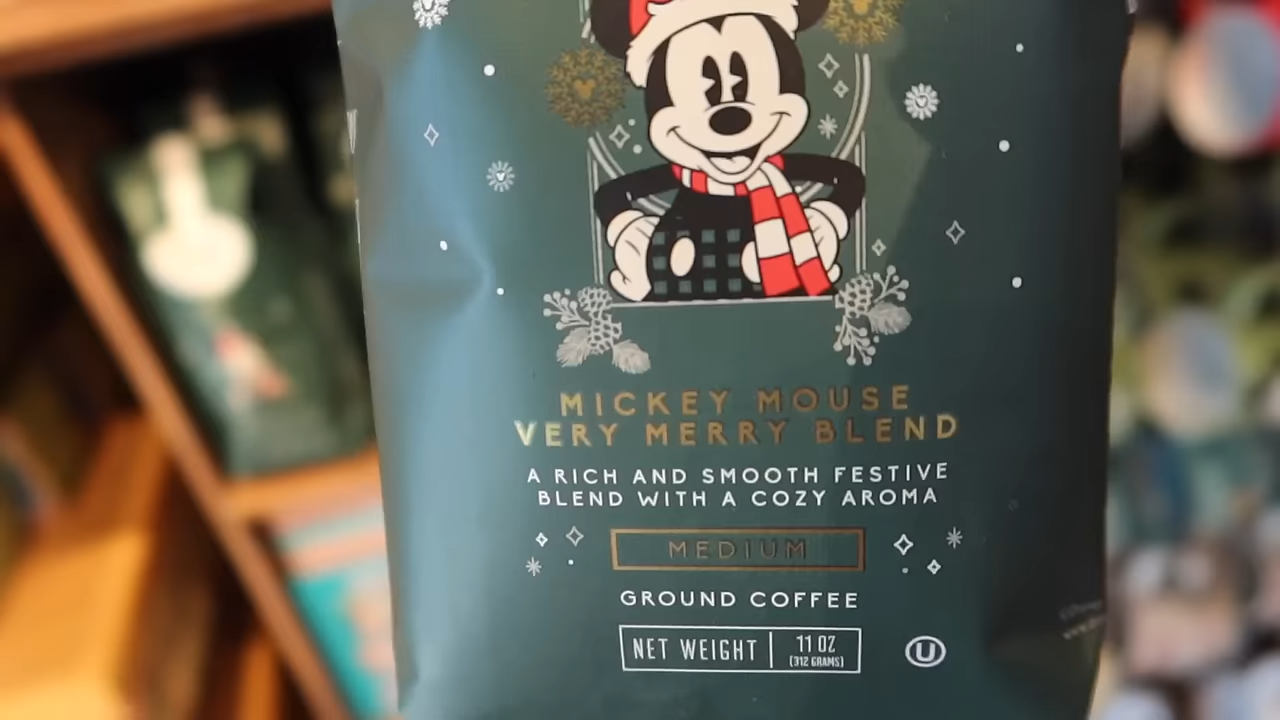 MICKEY MOUSE
VERY MERRY BLEND
A RICH AND SMOOTH FESTIVE
BLEND WITH A COZY AROMA
MEDIUM
GROUND COFFEE
NET WEIGHT 11 OZ
(312 GRAMS)
U